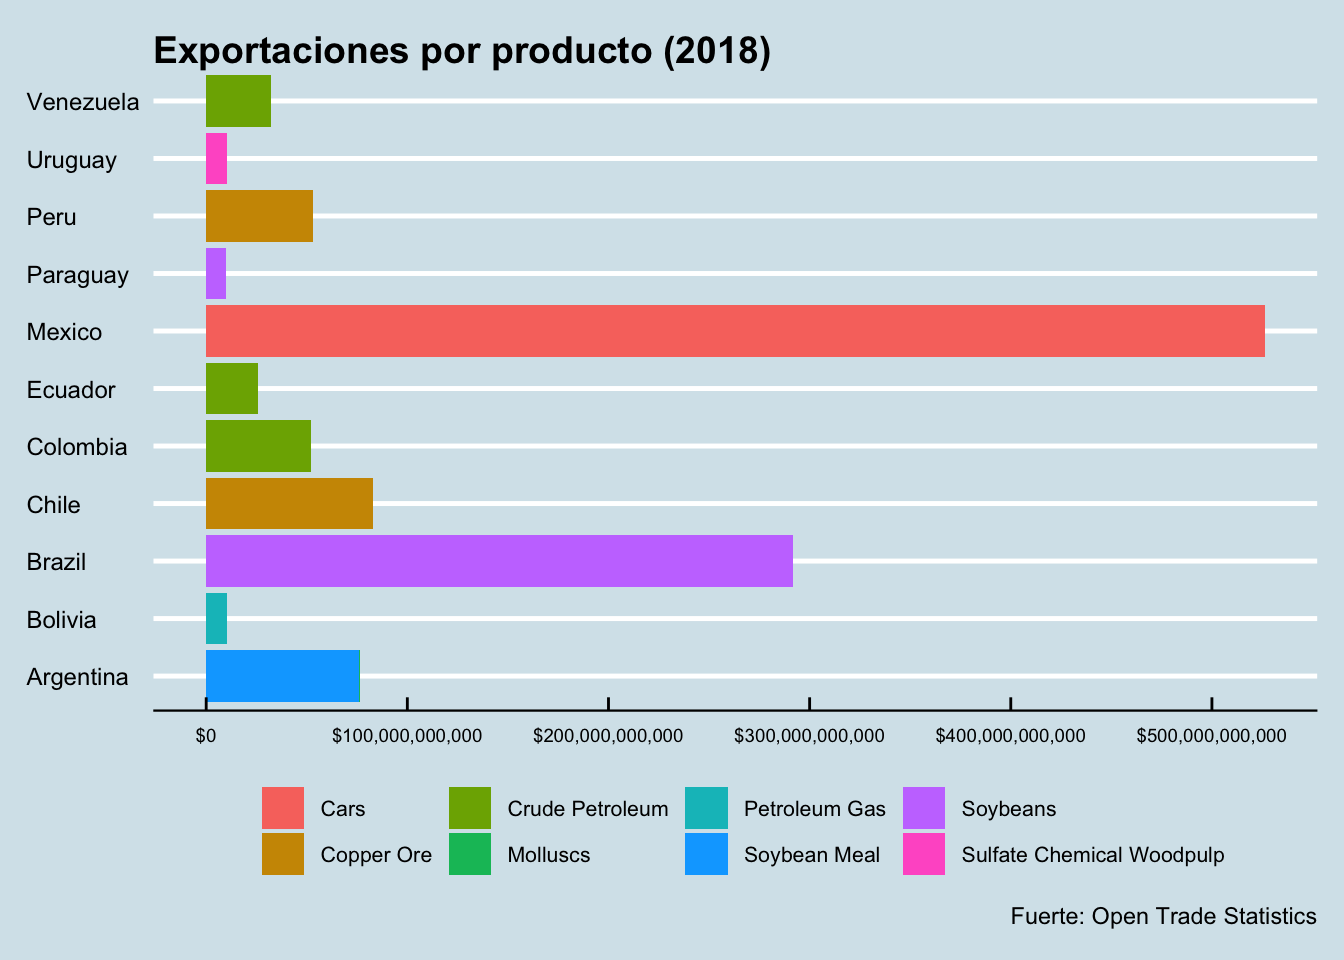 Exportaciones por producto (2018)
Venezuela
Uruguay
Peru
Paraguay
Mexico
Ecuador
Colombia
Chile
Brazil
Bolivia
Argentina
$0 $100,000,000,000 $200,000,000,000 $300,000,000,000 $400,000,000,000 $500,000,000,000
Cars Crude Petroleum Petroleum Gas Soybeans
Copper Ore Molluscs Soybean Meal Sulfate Chemical Woodpulp
Fuerte: Open Trade Statistics